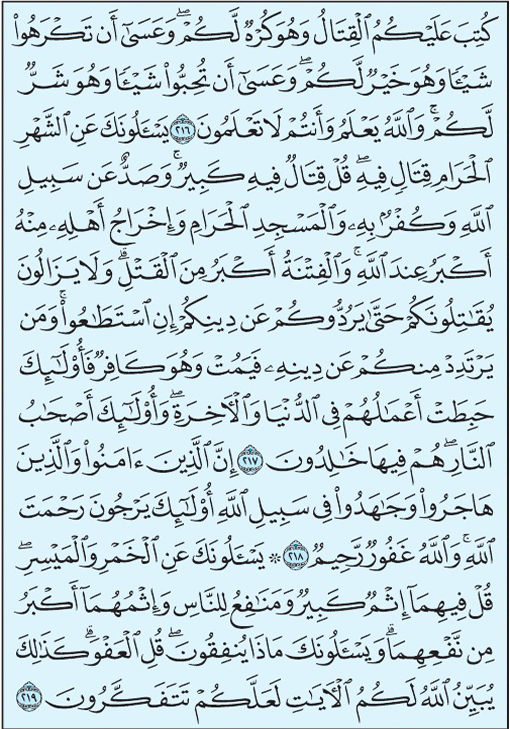 كُتِبَ عَلَيْكُمُ ٱلْقِتَالُ وَهُوَ كُرْهٌ لَّكُمْ ۖ وَعَسَىٰٓ أَن تَكْرَهُوا۟
شَيْـًٔا وَهُوَ خَيْرٌ لَّكُمْ ۖ وَعَسَىٰٓ أَن تُحِبُّوا۟ شَيْـًٔا وَهُوَ شَرٌّ
لَّكُمْ ۗ وَٱللَّهُ يَعْلَمُ وَأَنتُمْ لَا تَعْلَمُونَ ٢١٦ يَسْـَٔلُونَكَ عَنِ ٱلشَّهْرِ
ٱلْحَرَامِ قِتَالٍ فِيهِ ۖ قُلْ قِتَالٌ فِيهِ كَبِيرٌ ۖ وَصَدٌّ عَن سَبِيلِ
ٱللَّهِ وَكُفْرٌۢ بِهِۦ وَٱلْمَسْجِدِ ٱلْحَرَامِ وَإِخْرَاجُ أَهْلِهِۦ مِنْهُ
أَكْبَرُ عِندَ ٱللَّهِ ۚ وَٱلْفِتْنَةُ أَكْبَرُ مِنَ ٱلْقَتْلِ ۗ وَلَا يَزَالُونَ
يُقَـٰتِلُونَكُمْ حَتَّىٰ يَرُدُّوكُمْ عَن دِينِكُمْ إِنِ ٱسْتَطَـٰعُوا۟ ۚ وَمَن
يَرْتَدِدْ مِنكُمْ عَن دِينِهِۦ فَيَمُتْ وَهُوَ كَافِرٌ فَأُو۟لَـٰٓئِكَ
حَبِطَتْ أَعْمَـٰلُهُمْ فِى ٱلدُّنْيَا وَٱلْـَٔاخِرَةِ ۖ وَأُو۟لَـٰٓئِكَ أَصْحَـٰبُ
ٱلنَّارِ ۖ هُمْ فِيهَا خَـٰلِدُونَ ٢١٧ إِنَّ ٱلَّذِينَ ءَامَنُوا۟ وَٱلَّذِينَ
هَاجَرُوا۟ وَجَـٰهَدُوا۟ فِى سَبِيلِ ٱللَّهِ أُو۟لَـٰٓئِكَ يَرْجُونَ رَحْمَتَ
ٱللَّهِ ۚ وَٱللَّهُ غَفُورٌ رَّحِيمٌ ٢١٨ ۞ يَسْـَٔلُونَكَ عَنِ ٱلْخَمْرِ وَٱلْمَيْسِرِ ۖ
قُلْ فِيهِمَآ إِثْمٌ كَبِيرٌ وَمَنَـٰفِعُ لِلنَّاسِ وَإِثْمُهُمَآ أَكْبَرُ
مِن نَّفْعِهِمَا ۗ وَيَسْـَٔلُونَكَ مَاذَا يُنفِقُونَ ۖ قُلِ ٱلْعَفْوَ ۗ كَذَٰلِكَ
يُبَيِّنُ ٱللَّهُ لَكُمُ ٱلْـَٔايَـٰتِ لَعَلَّكُمْ تَتَفَكَّرُونَ ٢١٩